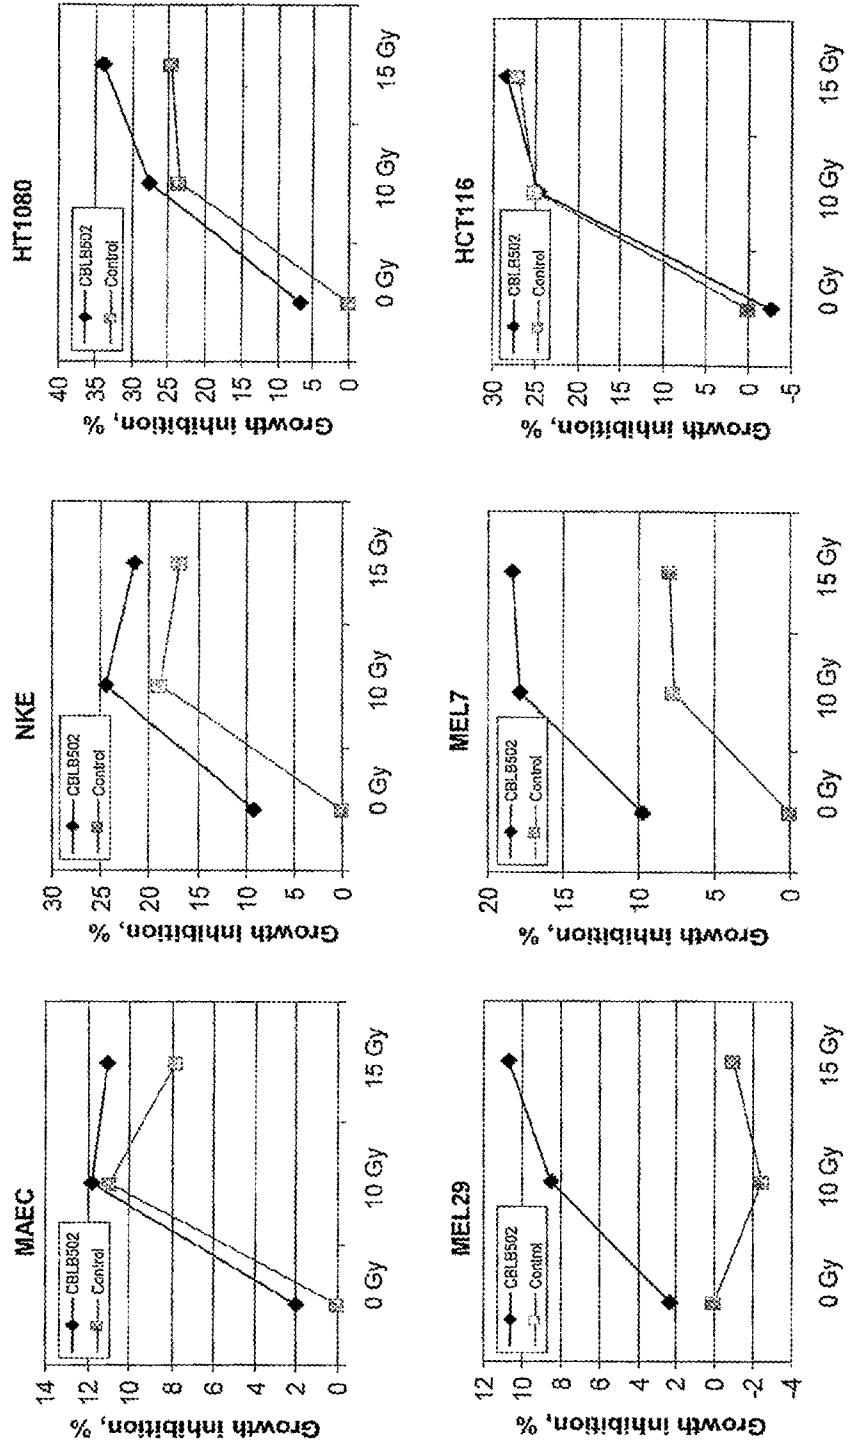 MAEC
CBLB502
Control
14
12
10
8
6
4
2
0
Growth inhibition, %
0 Gy
10 Gy
15 Gy
NKE
CBLB502
Control
30
25
20
15
10
5
0
Growth inhibition, %
0 Gy
10 Gy
15 Gy
HT1080
CBLB502
Control
40
35
30
25
20
15
10
5
0
Growth inhibition, %
0 Gy
10 Gy
15 Gy
MEL29
CBLB502
Control
12
10
8
6
4
2
0
-2
-4
Growth inhibition, %
0 Gy
10 Gy
15 Gy
MEL7
CBLB502
Control
20
15
10
5
0
Growth inhibition, %
0 Gy
10 Gy
15 Gy
HCT116
CBLB502
Control
30
25
20
15
10
5
0
-5
Growth inhibition, %
0 Gy
10 Gy
15 Gy